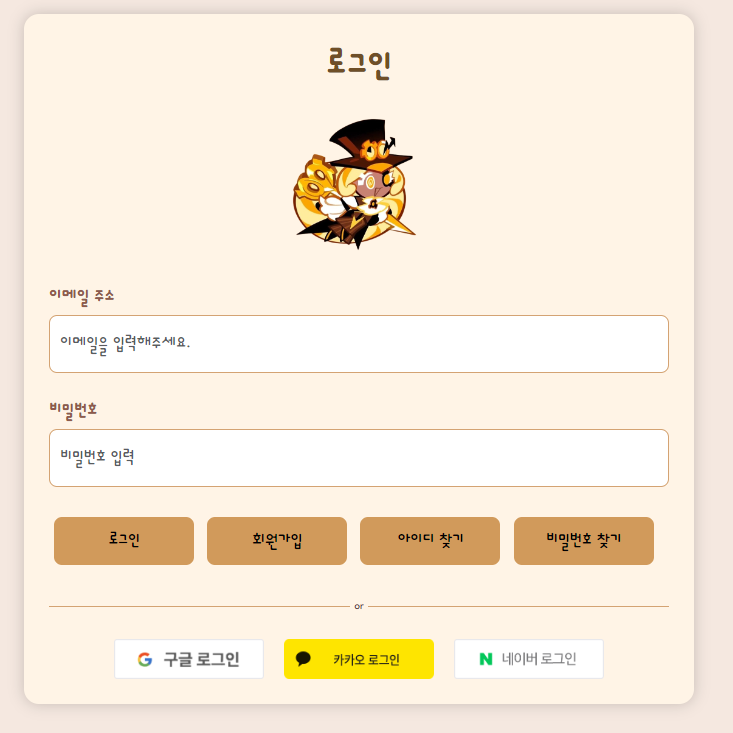 로그인
이메일 주소
이메일을 입력해주세요.
비밀번호
비밀번호 입력
로그인 회원가입 아이디 찾기 비밀번호 찾기
or
G 구글 로그인 카카오 로그인 N 네이버 로그인